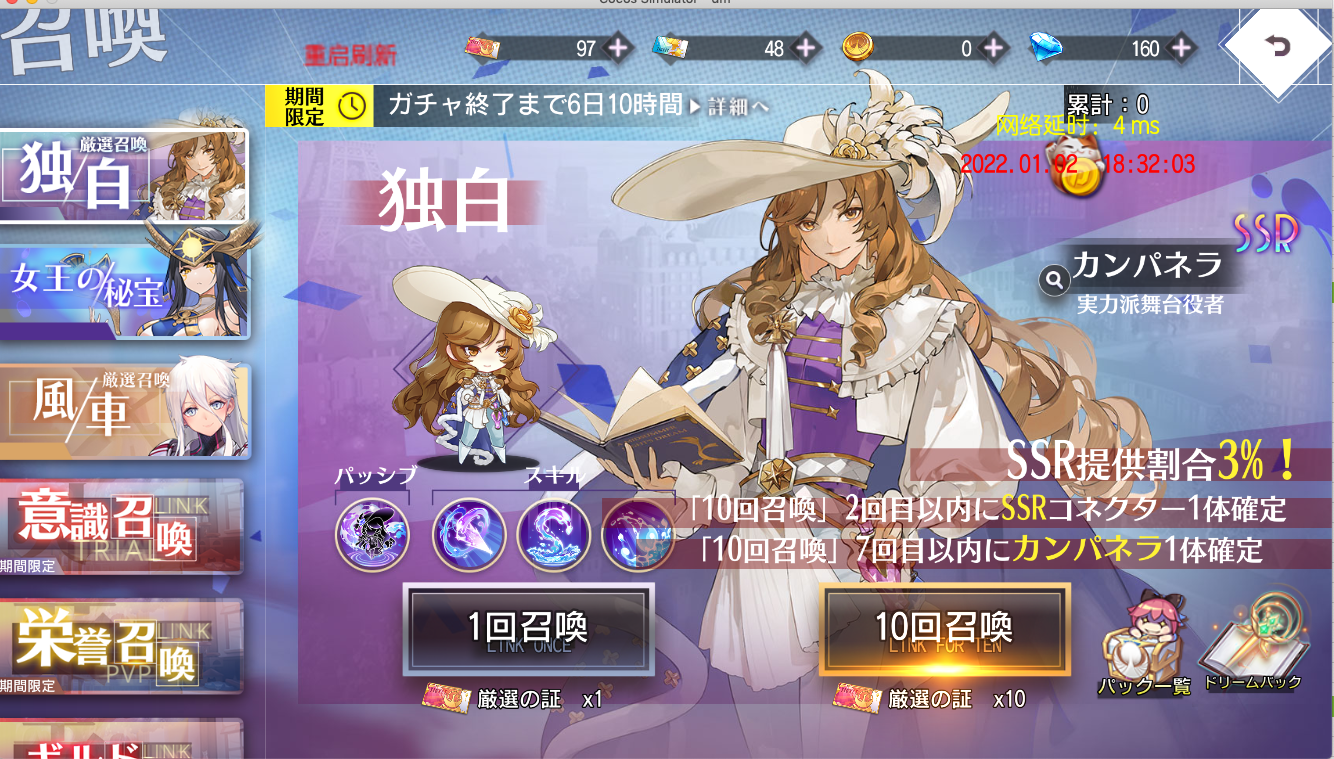 Cocos Simulator - um
召喚
重启刷新
97
48
0
160
期間
限定
ガチャ終了まで6日10時間
詳細へ
累計：0
网络延时：4 ms
2022.01.02 18:32:03
厳選召喚
独/白
女王の/秘宝
厳選召喚
風/車
意識召喚
LINK
TRIAL
期間限定
栄誉召喚
LINK
PVP
期間限定
ボルド
LINK
独白
SSR
カンパネラ
実力派舞台役者
パッシブ
スキル
SSR提供割合3%！
「10回召喚」2回目以内にSSRコネクター1体確定
「10回召喚」7回目以内にカンパネラ1体確定
1回召喚
LINK ONCE
厳選の証 x1
10回召喚
LINK FOR TEN
厳選の証 x10
パック一覧
ドリームパック